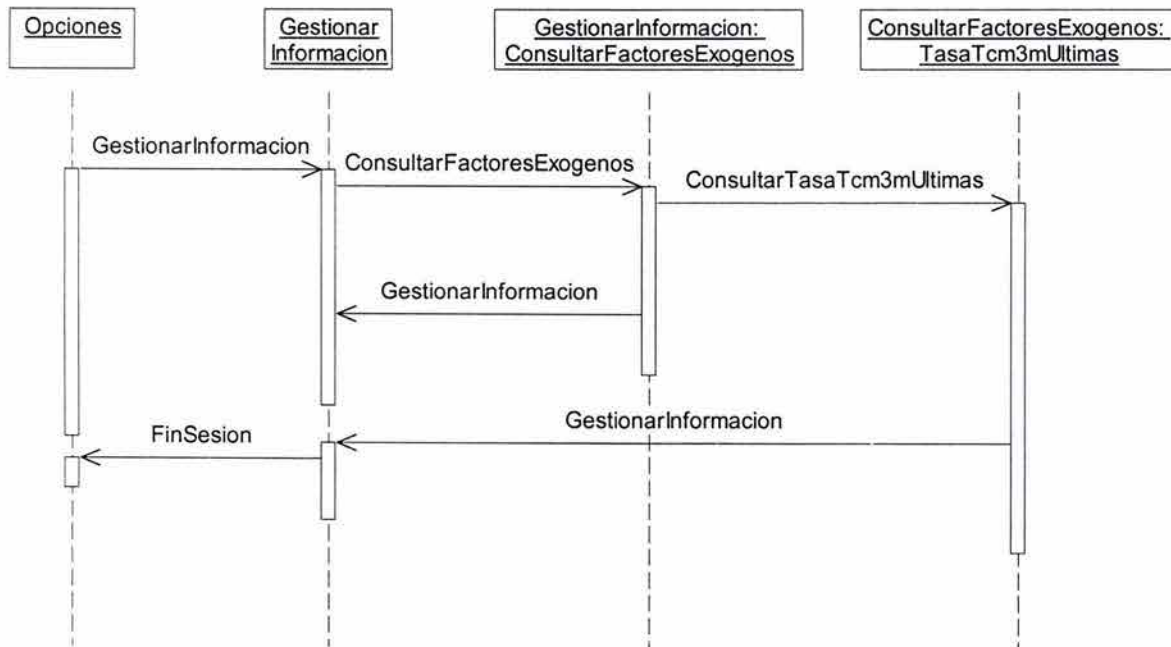 Opciones
Gestionar
Informacion
GestionarInformacion:
ConsultarFactoresExogenos
ConsultarFactoresExogenos:
TasaTcm3mUltimas
GestionarInformacion
ConsultarFactoresExogenos
ConsultarTasaTcm3mUltimas
GestionarInformacion
GestionarInformacion
FinSesion